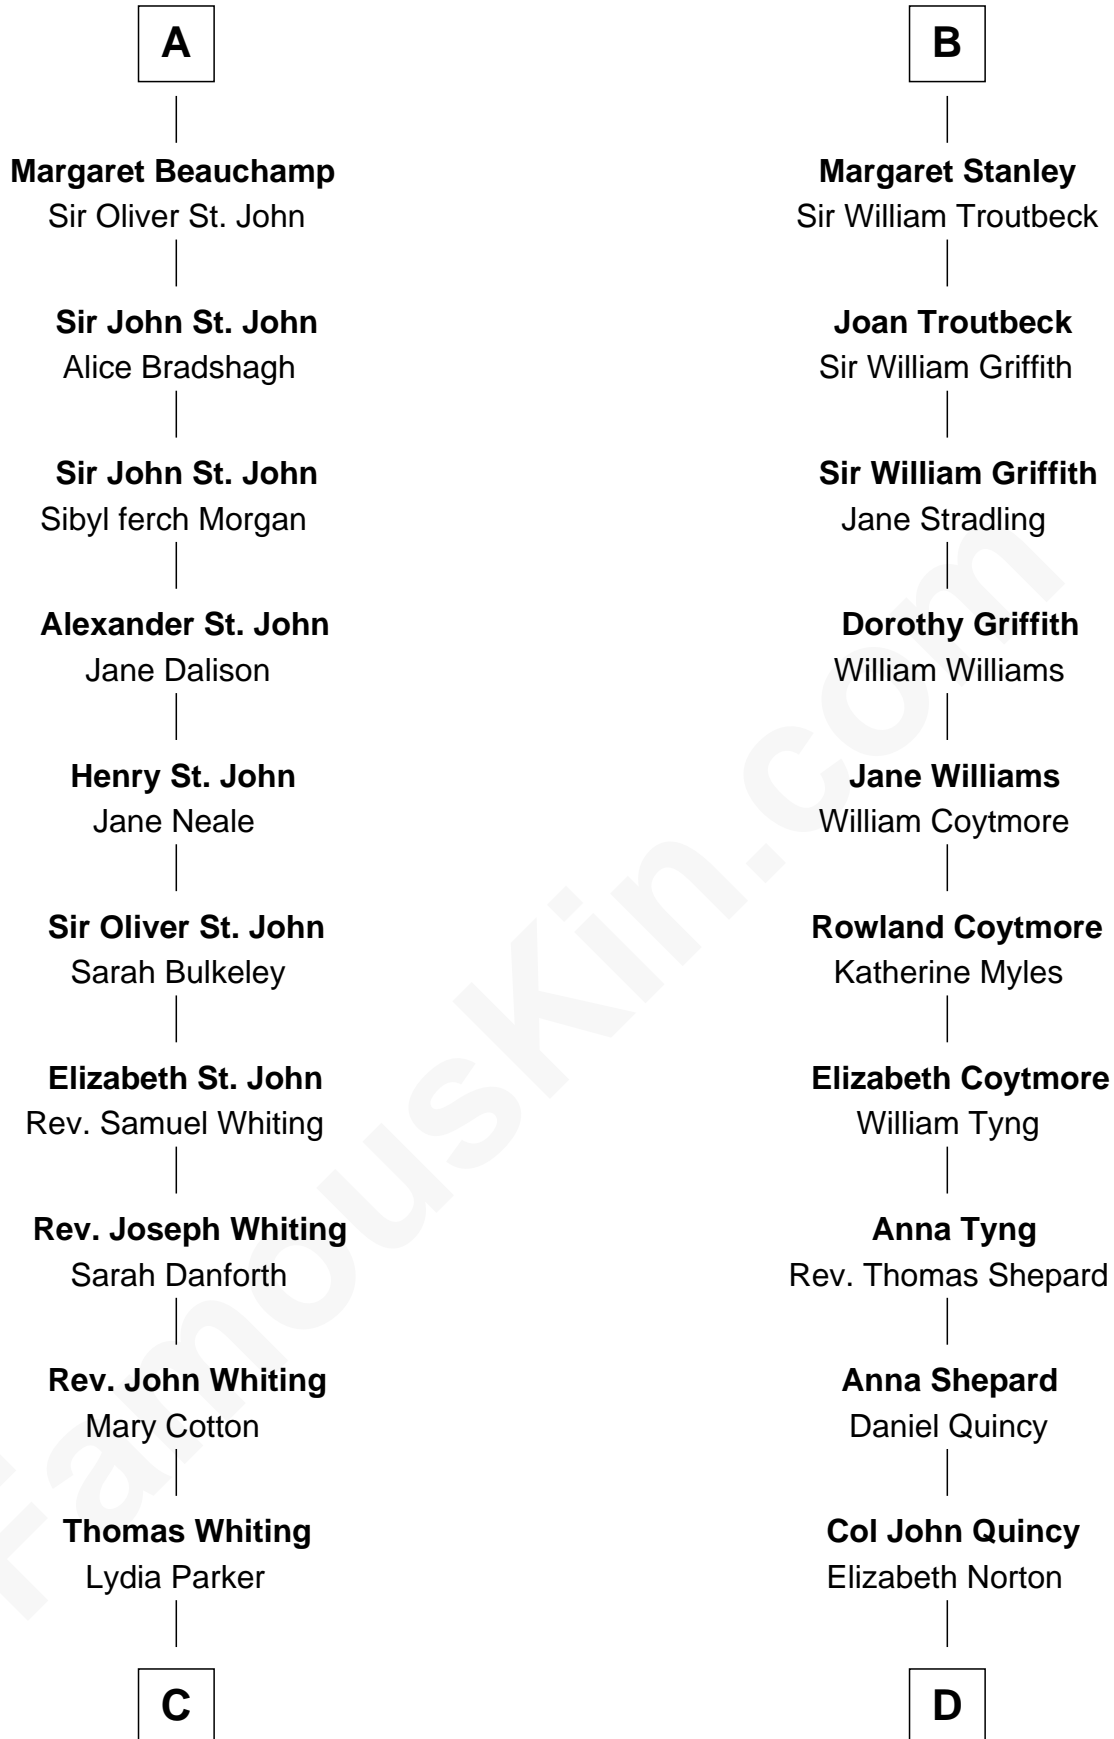 A
Margaret Beauchamp
Sir Oliver St. John
Sir John St. John
Alice Bradshagh
Sir John St. John
Sibyl ferch Morgan
Alexander St. John
Jane Dalison
Henry St. John
Jane Neale
Sir Oliver St. John
Sarah Bulkeley
Elizabeth St. John
Rev. Samuel Whiting
Rev. Joseph Whiting
Sarah Danforth
Rev. John Whiting
Mary Cotton
Thomas Whiting
Lydia Parker
C
B
Margaret Stanley
Sir William Troutbeck
Joan Troutbeck
Sir William Griffith
Sir William Griffith
Jane Stradling
Dorothy Griffith
William Williams
Jane Williams
William Coytmore
Rowland Coytmore
Katherine Myles
Elizabeth Coytmore
William Tyng
Anna Tyng
Rev. Thomas Shepard
Anna Shepard
Daniel Quincy
Col John Quincy
Elizabeth Norton
D
FamousKin.com